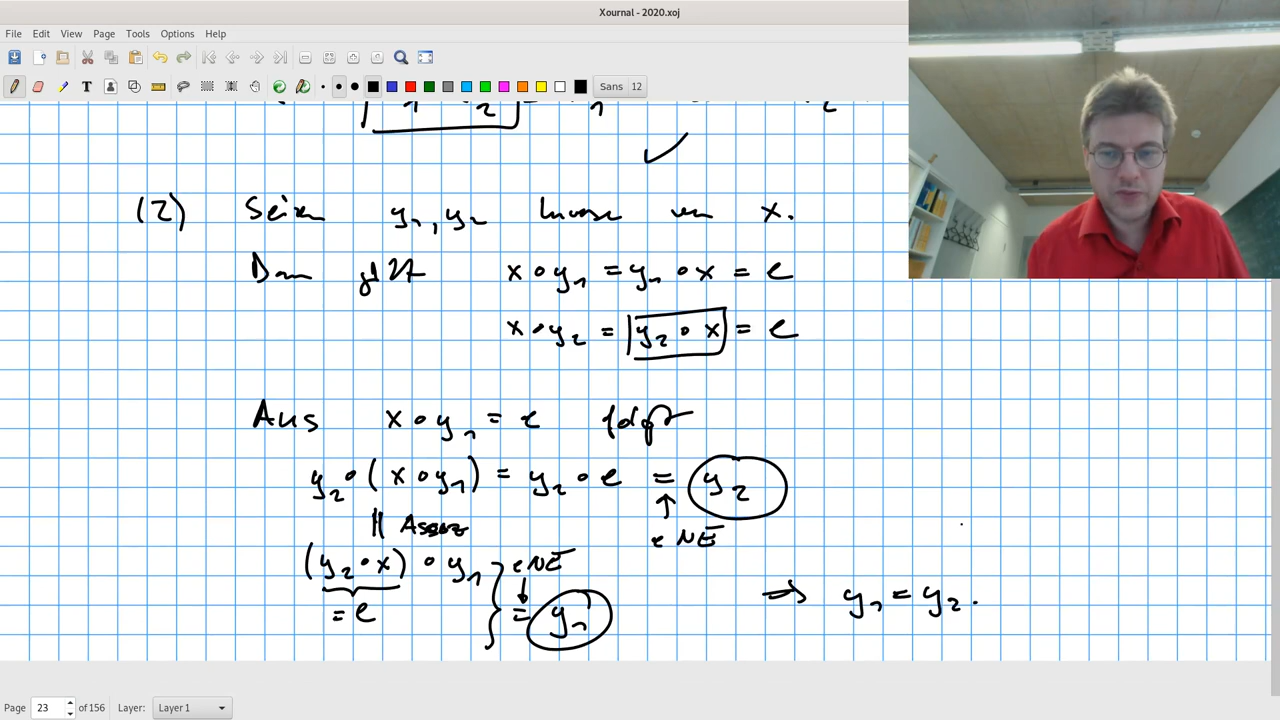 Xournal - 2020.xoj
File Edit View Page Tools Options Help
Sans 12
(2) Seien y₁, y₂ Inverse von x.
Dann gilt x ∘ y₁ = y₁ ∘ x = e
x ∘ y₂ = y₂ ∘ x = e
Aus x ∘ y₁ = e folgt
y₂ ∘ (x ∘ y₁) = y₂ ∘ e = y₂
|| Assoz
e NE
(y₂ ∘ x) ∘ y₁
e NE
= e
= y₁
⇒ y₁ = y₂.
Page 23 of 156 Layer: Layer 1